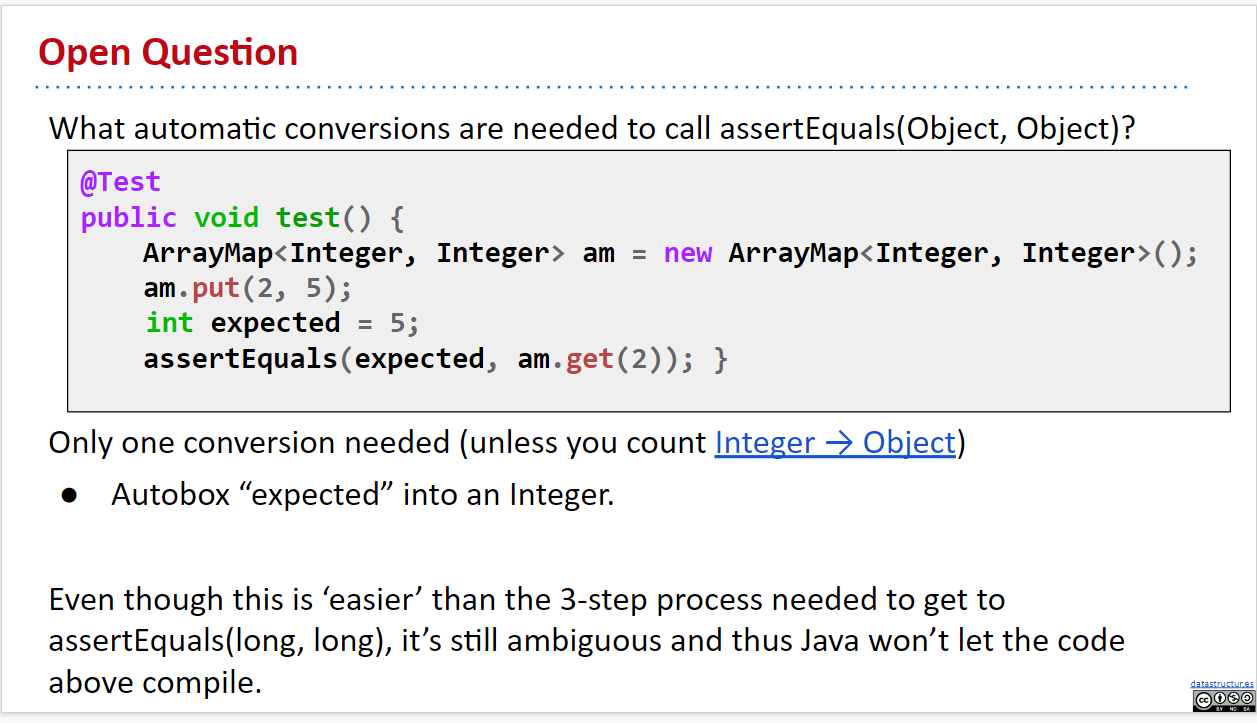 Open Question
What automatic conversions are needed to call assertEquals(Object, Object)?
@Test
public void test() {
    ArrayMap<Integer, Integer> am = new ArrayMap<Integer, Integer>();
    am.put(2, 5);
    int expected = 5;
    assertEquals(expected, am.get(2)); }
Only one conversion needed (unless you count Integer → Object)
● Autobox “expected” into an Integer.
Even though this is ‘easier’ than the 3-step process needed to get to
assertEquals(long, long), it’s still ambiguous and thus Java won’t let the code
above compile.
datastructur.es
cc
BY NC SA